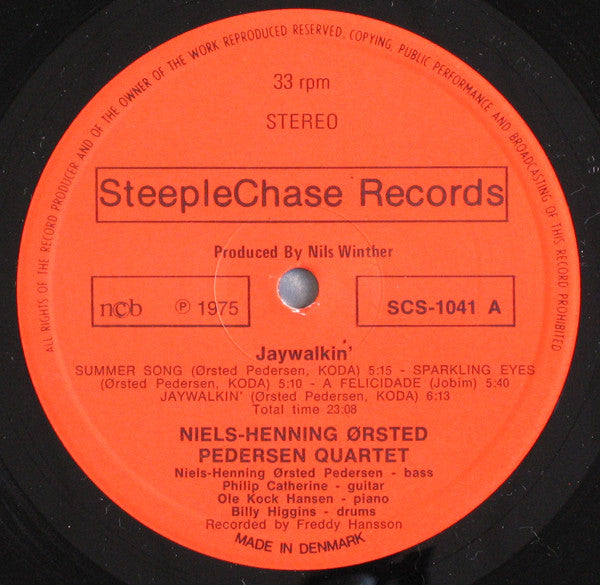 ALL RIGHTS OF THE RECORD PRODUCER AND OF THE OWNER OF THE WORK REPRODUCED RESERVED. COPYING, PUBLIC PERFORMANCE AND BROADCASTING OF THIS RECORD PROHIBITED
33 rpm
STEREO
SteepleChase Records
Produced By Nils Winther
ncb ℗ 1975 SCS-1041 A
Jaywalkin'
SUMMER SONG (Ørsted Pedersen, KODA) 5:15 - SPARKLING EYES
(Ørsted Pedersen, KODA) 5:10 - A FELICIDADE (Jobim) 5:40
JAYWALKIN' (Ørsted Pedersen, KODA) 6:13
Total time 23:08
NIELS-HENNING ØRSTED
PEDERSEN QUARTET
Niels-Henning Ørsted Pedersen - bass
Philip Catherine - guitar
Ole Kock Hansen - piano
Billy Higgins - drums
Recorded by Freddy Hansson
MADE IN DENMARK